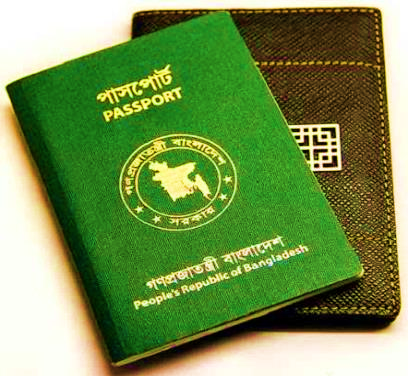 পাসপোর্ট
PASSPORT
গণপ্রজাতন্ত্রী বাংলাদেশ
সরকার
গণপ্রজাতন্ত্রী বাংলাদেশ
People's Republic of Bangladesh